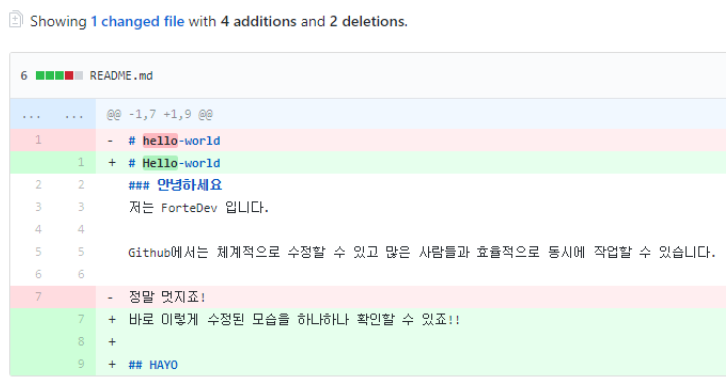 Showing 1 changed file with 4 additions and 2 deletions.
6 README.md
... ... @@ -1,7 +1,9 @@
1 - # hello-world
1 + # Hello-world
2 2 ### 안녕하세요
3 3 저는 ForteDev 입니다.
4 4
5 5 Github에서는 체계적으로 수정할 수 있고 많은 사람들과 효율적으로 동시에 작업할 수 있습니다.
6 6
7 - 정말 멋지죠!
7 + 바로 이렇게 수정된 모습을 하나하나 확인할 수 있죠!!
8 +
9 + ## HAYO